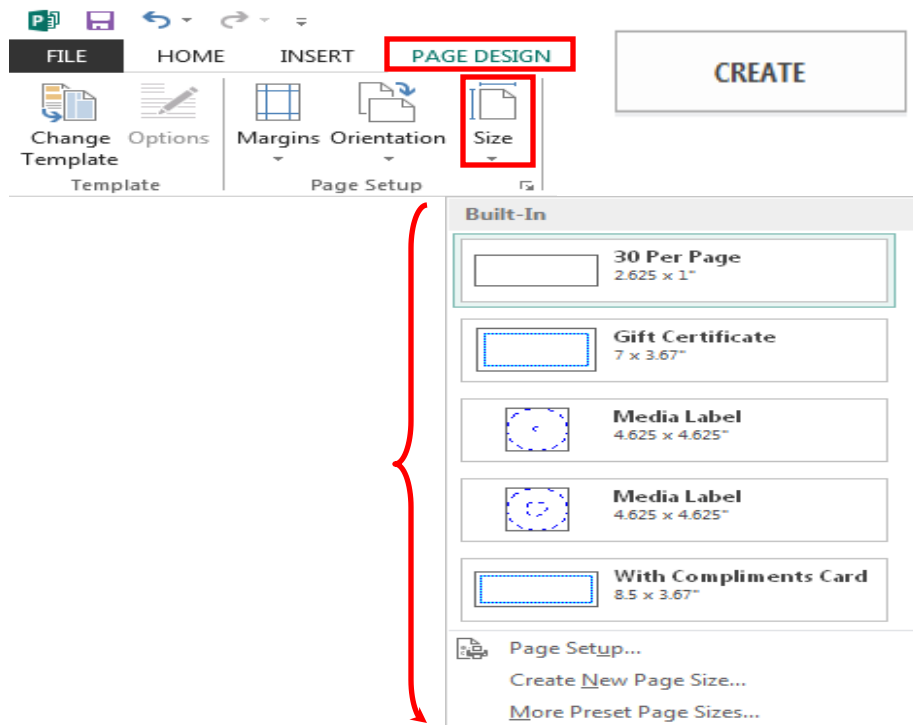 FILE HOME INSERT PAGE DESIGN
CREATE
Change Template
Options
Margins
Orientation
Size
Template
Page Setup
Built-In
30 Per Page
2.625 x 1"
Gift Certificate
7 x 3.67"
Media Label
4.625 x 4.625"
Media Label
4.625 x 4.625"
With Compliments Card
8.5 x 3.67"
Page Setup...
Create New Page Size...
More Preset Page Sizes...